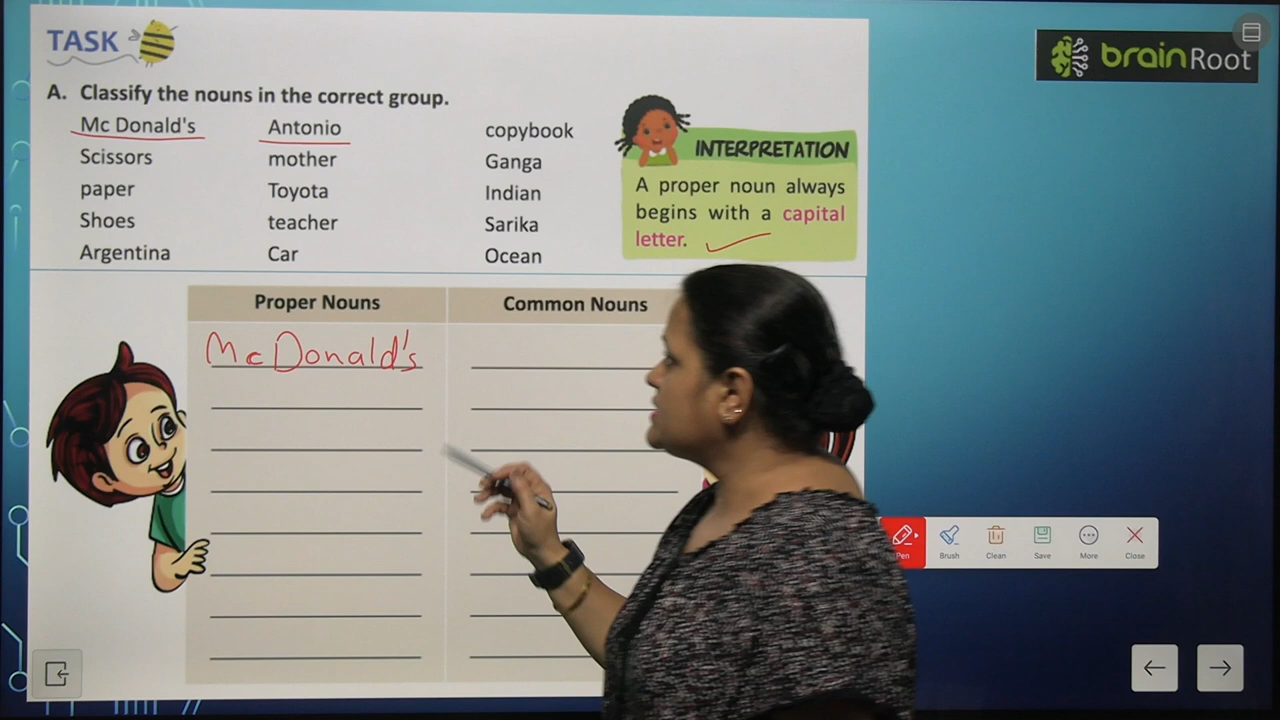 TASK
brainRoot
A. Classify the nouns in the correct group.
Mc Donald's Antonio copybook
Scissors mother Ganga
paper Toyota Indian
Shoes teacher Sarika
Argentina Car Ocean
INTERPRETATION
A proper noun always
begins with a capital
letter.
Proper Nouns Common Nouns
McDonald's
Pen Brush Clean Save More Close